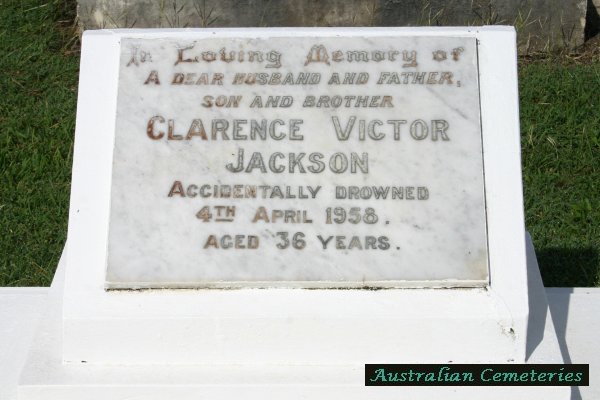 In Loving Memory of
A DEAR HUSBAND AND FATHER,
SON AND BROTHER
CLARENCE VICTOR
JACKSON
ACCIDENTALLY DROWNED
4TH APRIL 1958.
AGED 36 YEARS.
Australian Cemeteries